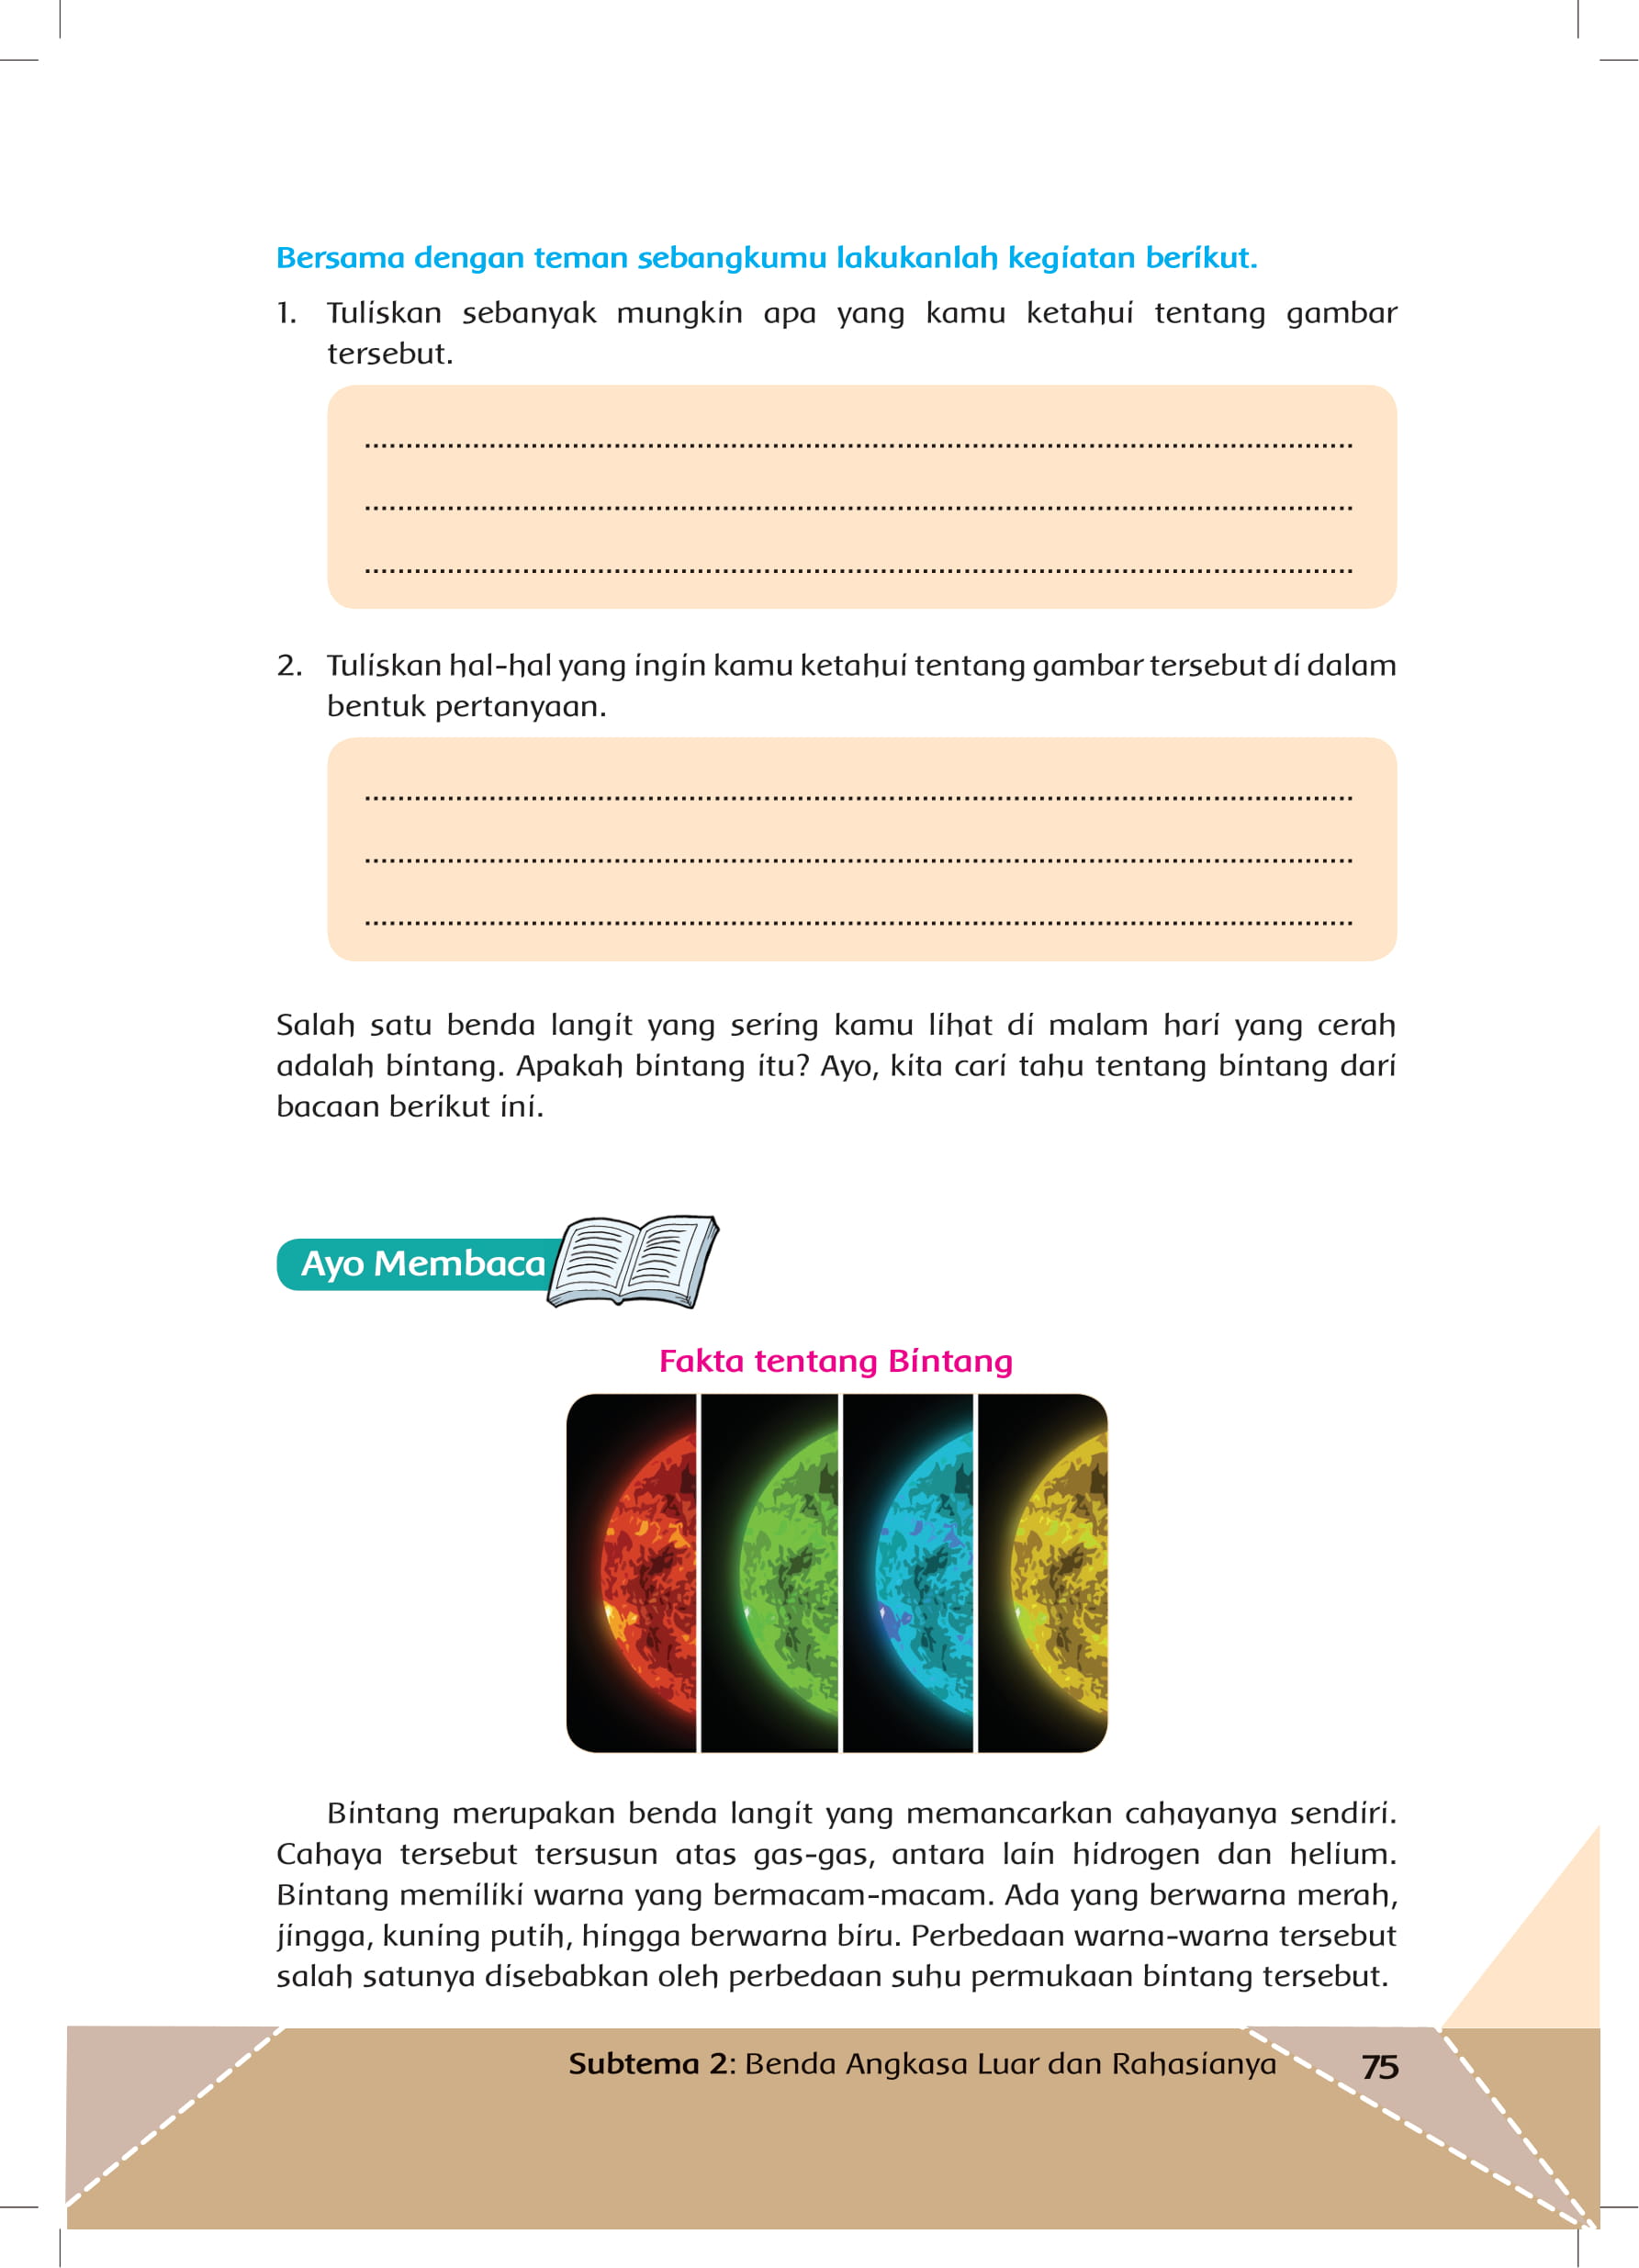 Bersama dengan teman sebangkumu lakukanlah kegiatan berikut.
1. Tuliskan sebanyak mungkin apa yang kamu ketahui tentang gambar
tersebut.
2. Tuliskan hal-hal yang ingin kamu ketahui tentang gambar tersebut di dalam
bentuk pertanyaan.
Salah satu benda langit yang sering kamu lihat di malam hari yang cerah
adalah bintang. Apakah bintang itu? Ayo, kita cari tahu tentang bintang dari
bacaan berikut ini.
Ayo Membaca
Fakta tentang Bintang
Bintang merupakan benda langit yang memancarkan cahayanya sendiri.
Cahaya tersebut tersusun atas gas-gas, antara lain hidrogen dan helium.
Bintang memiliki warna yang bermacam-macam. Ada yang berwarna merah,
jingga, kuning putih, hingga berwarna biru. Perbedaan warna-warna tersebut
salah satunya disebabkan oleh perbedaan suhu permukaan bintang tersebut.
Subtema 2: Benda Angkasa Luar dan Rahasianya 75